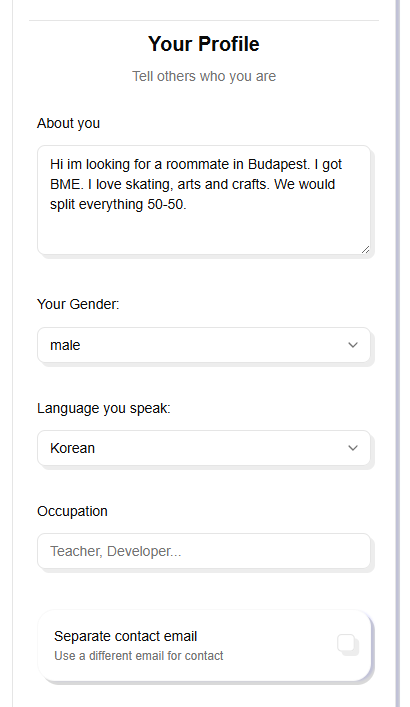 Your Profile
Tell others who you are
About you
Hi im looking for a roommate in Budapest. I got
BME. I love skating, arts and crafts. We would
split everything 50-50.
Your Gender:
male
Language you speak:
Korean
Occupation
Teacher, Developer...
Separate contact email
Use a different email for contact